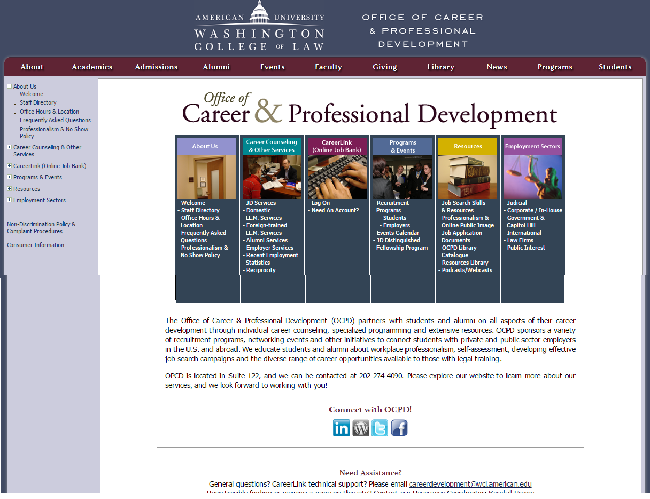 AMERICAN UNIVERSITY
WASHINGTON
COLLEGE OF LAW
OFFICE OF CAREER
& PROFESSIONAL
DEVELOPMENT
About Academics Admissions Alumni Events Faculty Giving Library News Programs Students
About Us
Welcome
Staff Directory
Office Hours & Location
Frequently Asked Questions
Professionalism & No Show
Policy
Career Counseling & Other
Services
CareerLink (Online Job Bank)
Programs & Events
Resources
Employment Sectors
Non-Discrimination Policy &
Complaint Procedures
Consumer Information
Office of
Career & Professional Development
About Us
Welcome
- Staff Directory
Office Hours &
Location
Frequently Asked
Questions
Professionalism &
No Show Policy
Career Counseling
& Other Services
JD Services
- Domestic
LL.M. Services
- Foreign-trained
LL.M. Services
- Alumni Services
- Employer Services
- Recent Employment
Statistics
- Reciprocity
CareerLink
(Online Job Bank)
Log On
- Need An Account?
Programs
& Events
Recruitment
Programs
Students
- Employers
Events Calendar
- JD Distinguished
Fellowship Program
Resources
Job Search Skills
& Resources
Professionalism &
Online Public Image
Job Application
Documents
OCPD Library
Catalogue
Resources Library
- Podcasts/Webcasts
Employment Sectors
Judicial
- Corporate / In-House
Government &
Capitol Hill
International
- Law Firms
Public Interest
The Office of Career & Professional Development (OCPD) partners with students and alumni on all aspects of their career
development through individual career counseling, specialized programming and extensive resources. OCPD sponsors a variety
of recruitment programs, networking events and other initiatives to connect students with private and public sector employers
in the U.S. and abroad. We educate students and alumni about workplace professionalism, self-assessment, developing effective
job search campaigns and the diverse range of career opportunities available to those with legal training.
OPCD is located in Suite 122, and we can be contacted at 202-274-4090. Please explore our website to learn more about our
services, and we look forward to working with you!
Connect with OCPD!
in W t f
Need Assistance?
General questions? CareerLink technical support? Please email careerdevelopment@wcl.american.edu